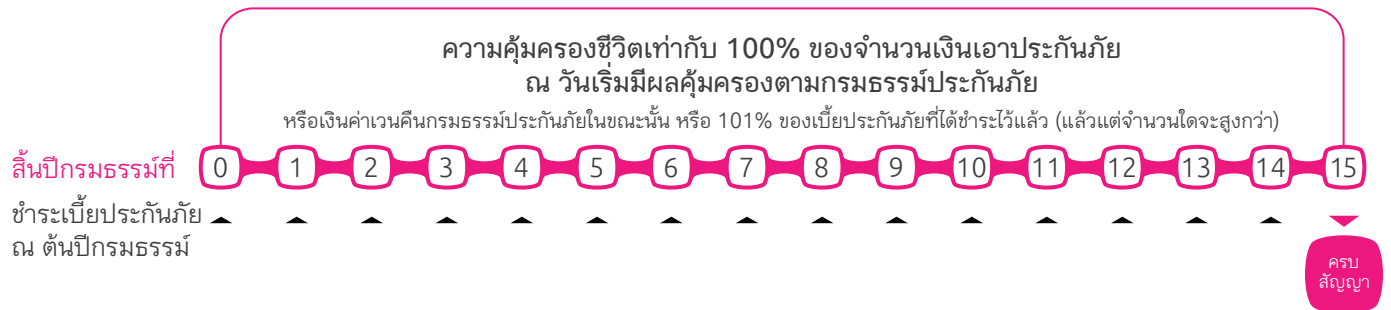 ความคุ้มครองชีวิตเท่ากับ 100% ของจำนวนเงินเอาประกันภัย
ณ วันเริ่มมีผลคุ้มครองตามกรมธรรม์ประกันภัย
หรือเงินค่าเวนคืนกรมธรรม์ประกันภัยในขณะนั้น หรือ 101% ของเบี้ยประกันภัยที่ได้ชำระไว้แล้ว (แล้วแต่จำนวนใดจะสูงกว่า)
สิ้นปีกรมธรรม์ที่ 0 1 2 3 4 5 6 7 8 9 10 11 12 13 14 15
ชำระเบี้ยประกันภัย
ณ ต้นปีกรมธรรม์
ครบ
สัญญา